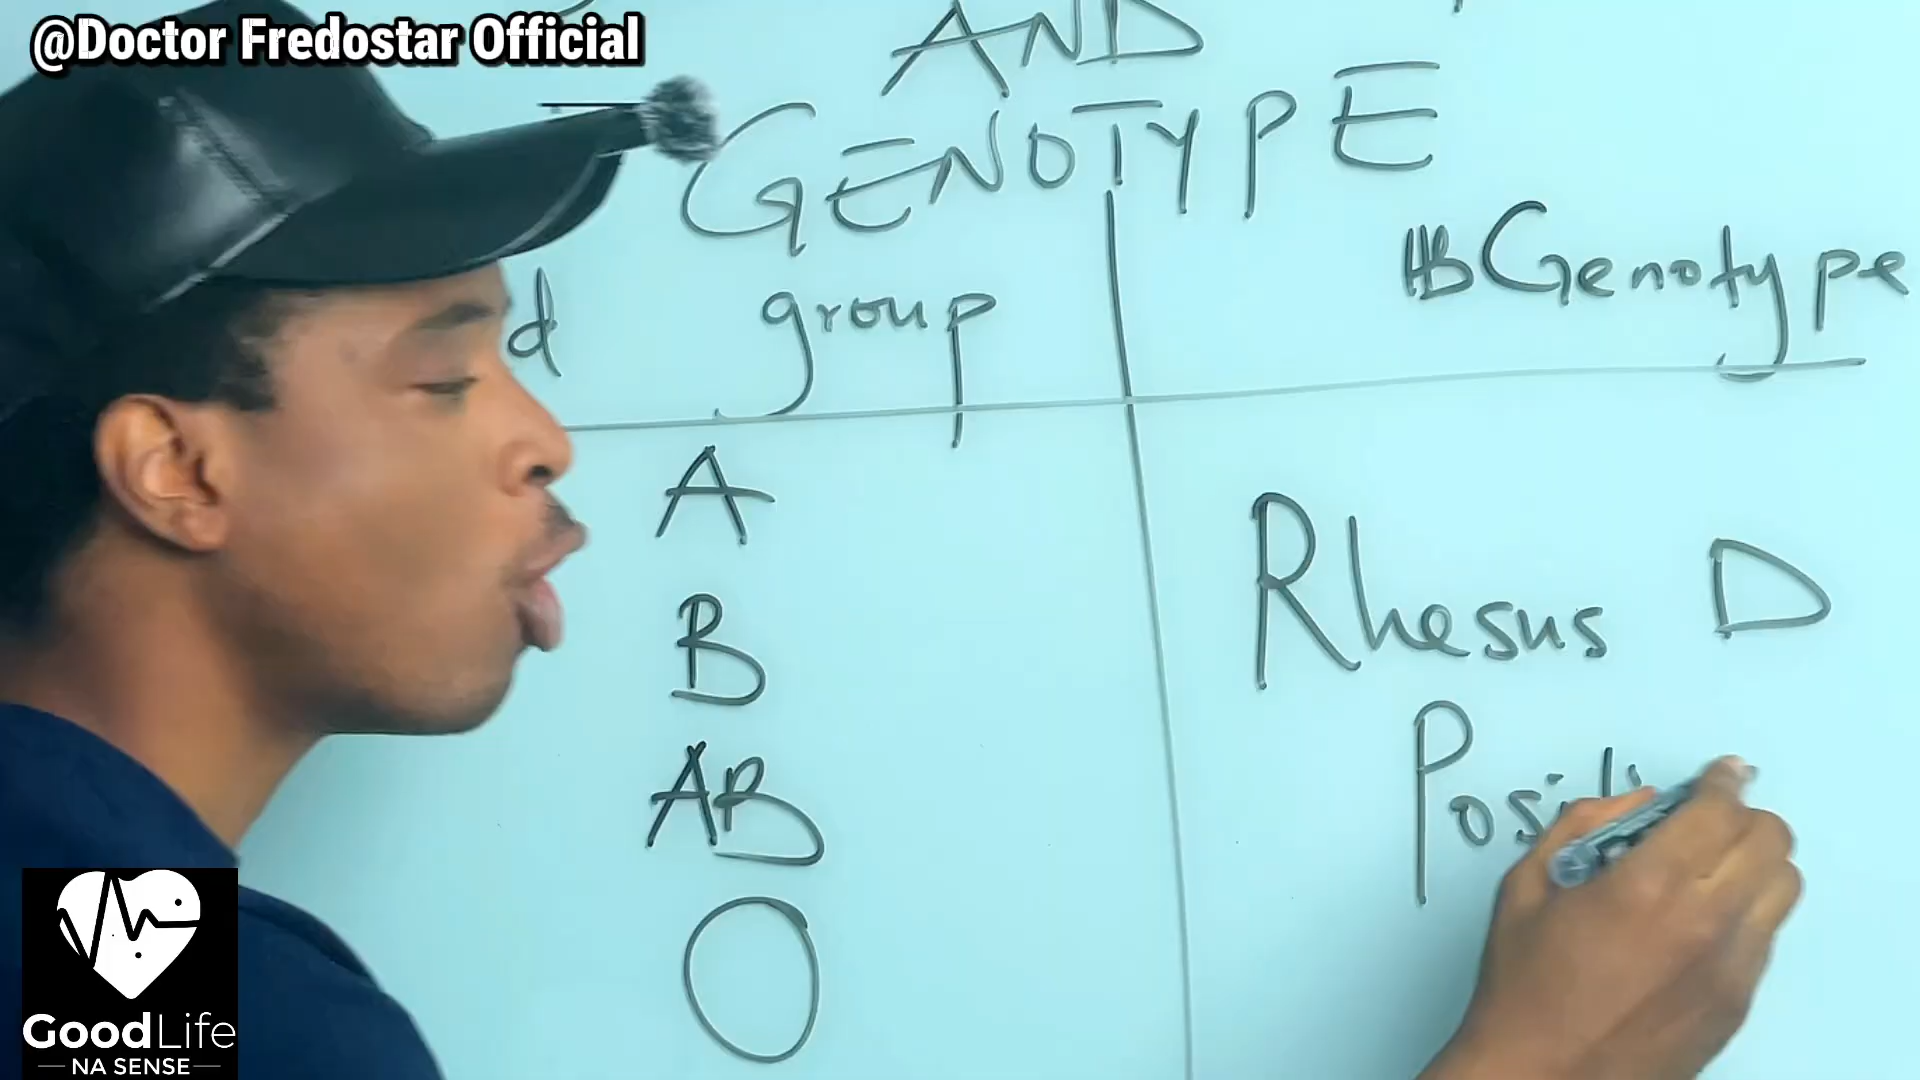 @Doctor Fredostar Official
AND
GENOTYPE
d group
HB Genotype
A
B
AB
O
Rhesus D
Positi
GoodLife
NA SENSE